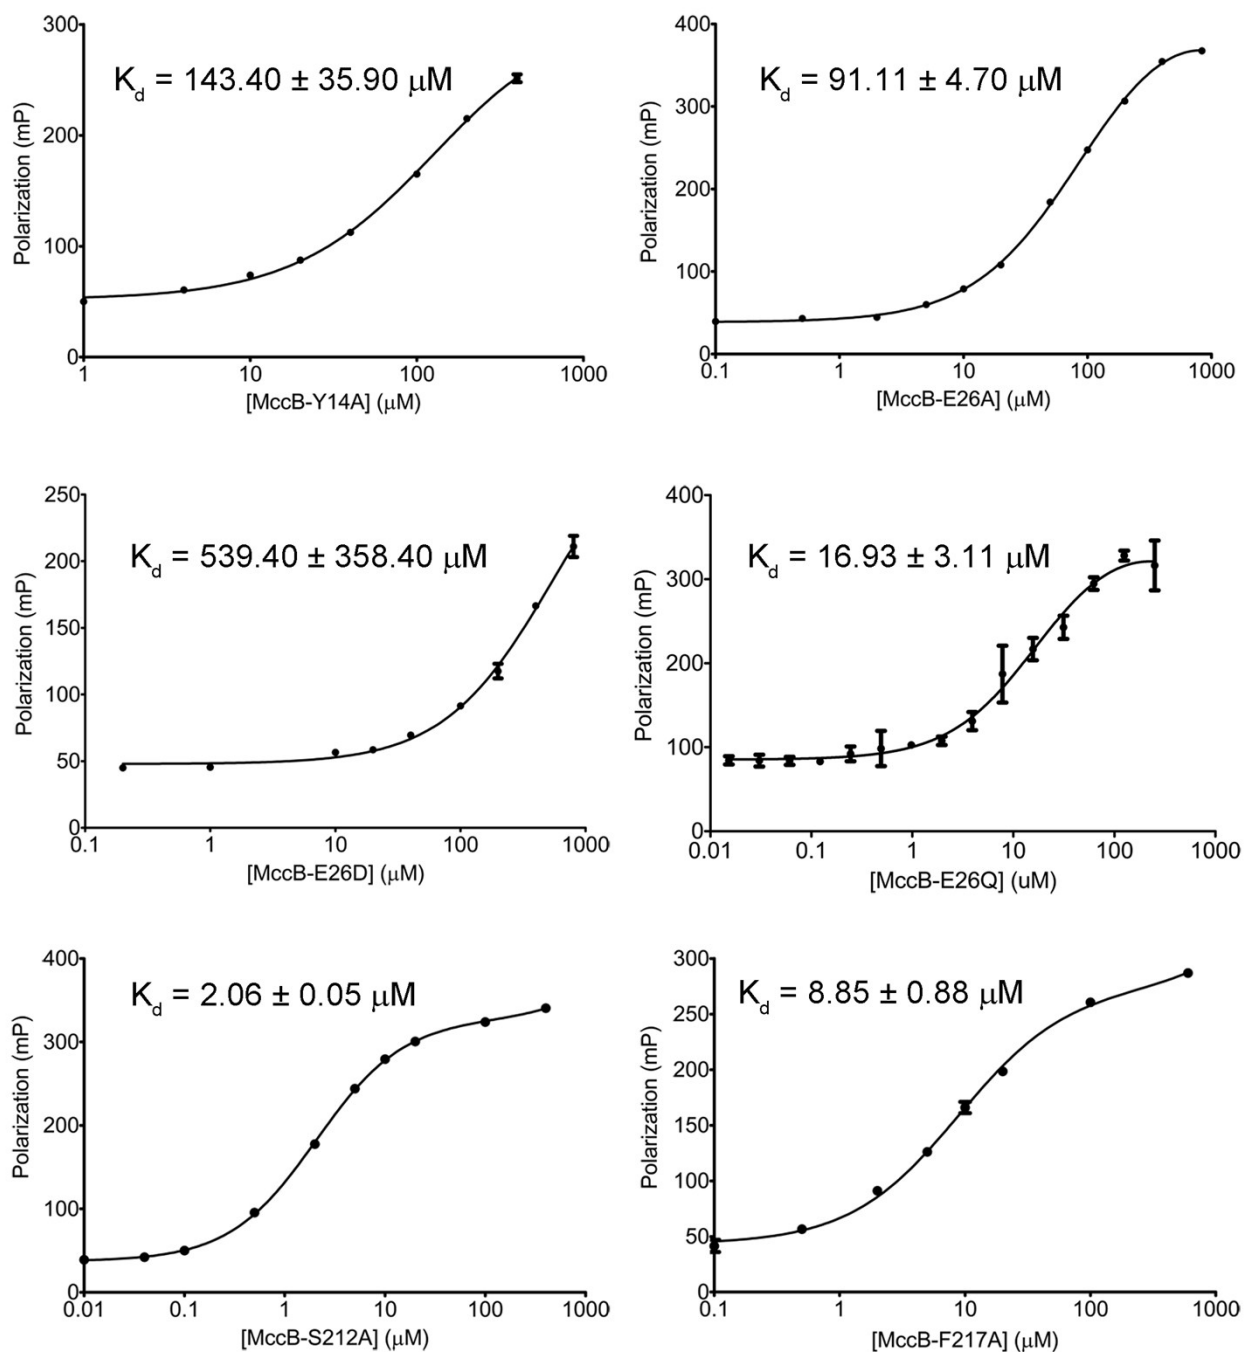 300
200
100
0
Polarization (mP)
K_d = 143.40 ± 35.90 μM
1 10 100 1000
[MccB-Y14A] (μM)
400
300
200
100
0
Polarization (mP)
K_d = 91.11 ± 4.70 μM
0.1 1 10 100 1000
[MccB-E26A] (μM)
250
200
150
100
50
0
Polarization (mP)
K_d = 539.40 ± 358.40 μM
0.1 1 10 100 1000
[MccB-E26D] (μM)
400
300
200
100
0
Polarization (mP)
K_d = 16.93 ± 3.11 μM
0.01 0.1 1 10 100 1000
[MccB-E26Q] (uM)
400
300
200
100
0
Polarization (mP)
K_d = 2.06 ± 0.05 μM
0.01 0.1 1 10 100 1000
[MccB-S212A] (μM)
300
250
200
150
100
50
0
Polarization (mP)
K_d = 8.85 ± 0.88 μM
0.1 1 10 100 1000
[MccB-F217A] (μM)